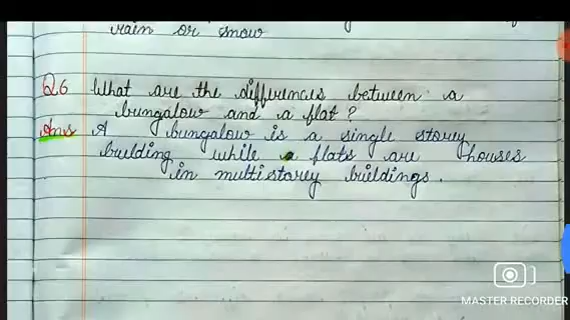 rain or snow
Q6 What are the differences between a
bungalow and a flat?
Ans A bungalow is a single storey
building while a flats are houses
in multistorey buildings.
MASTER RECORDER